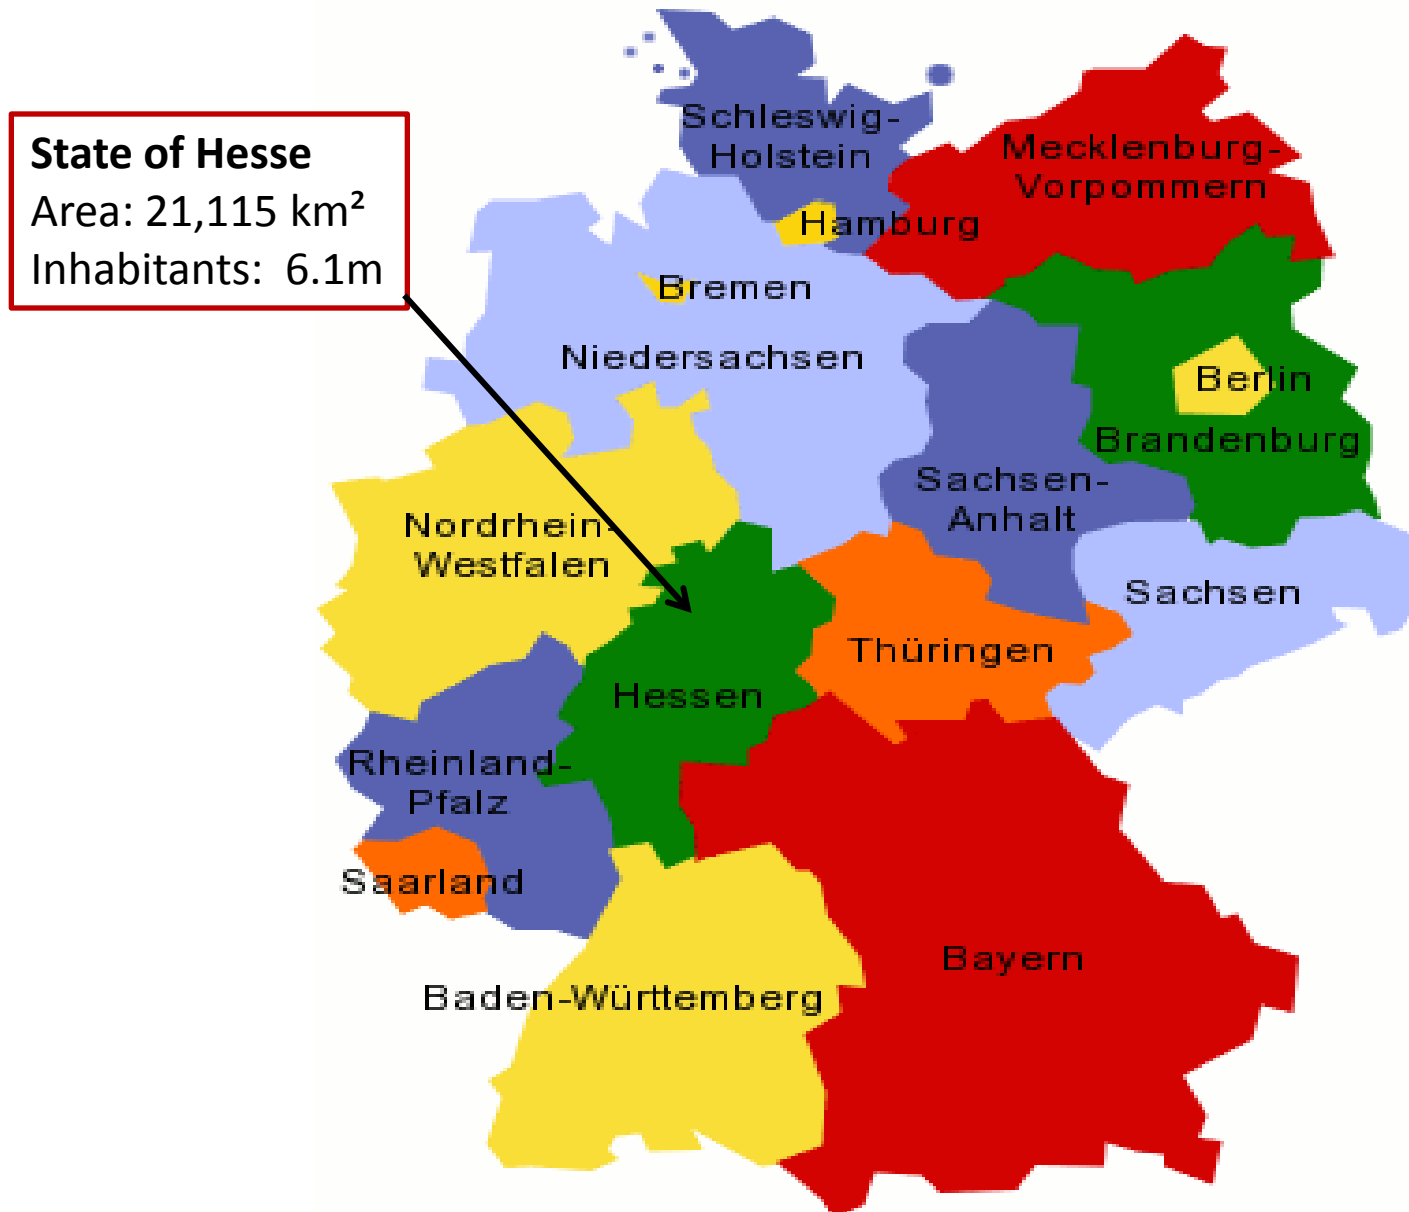 State of Hesse
Area: 21,115 km²
Inhabitants: 6.1m
Schleswig-
Holstein
Mecklenburg-
Vorpommern
Hamburg
Bremen
Niedersachsen
Berlin
Brandenburg
Sachsen-
Anhalt
Nordrhein-
Westfalen
Sachsen
Thüringen
Hessen
Rheinland-
Pfalz
Saarland
Bayern
Baden-Württemberg